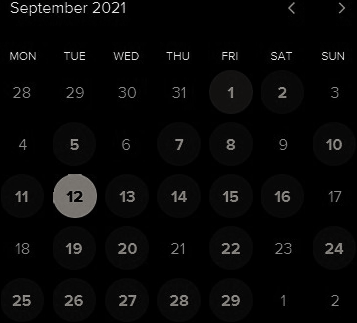 September 2021
MON TUE WED THU FRI SAT SUN
28 29 30 31 1 2 3
4 5 6 7 8 9 10
11 12 13 14 15 16 17
18 19 20 21 22 23 24
25 26 27 28 29 1 2